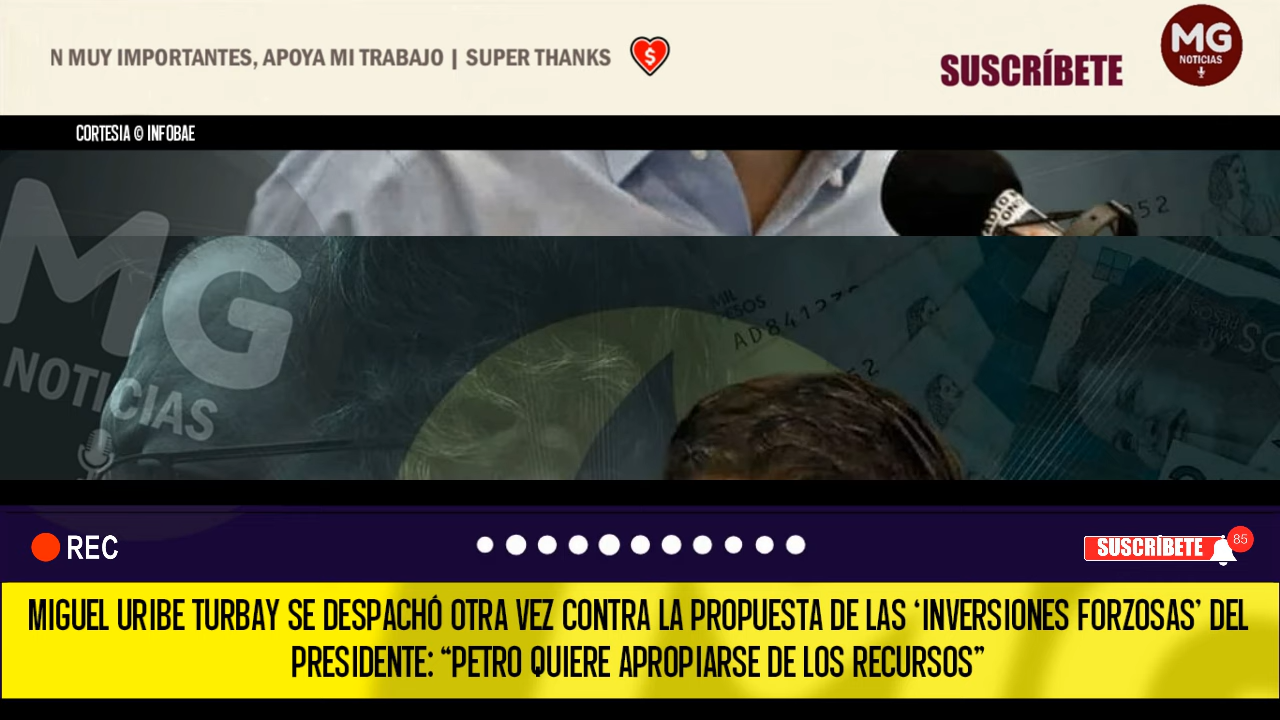 N MUY IMPORTANTES, APOYA MI TRABAJO | SUPER THANKS
$
SUSCRÍBETE
MG
NOTICIAS
CORTESIA © INFOBAE
MG
NOTICIAS
AD841
REC
SUSCRÍBETE
85
MIGUEL URIBE TURBAY SE DESPACHÓ OTRA VEZ CONTRA LA PROPUESTA DE LAS ‘INVERSIONES FORZOSAS’ DEL
PRESIDENTE: “PETRO QUIERE APROPIARSE DE LOS RECURSOS”